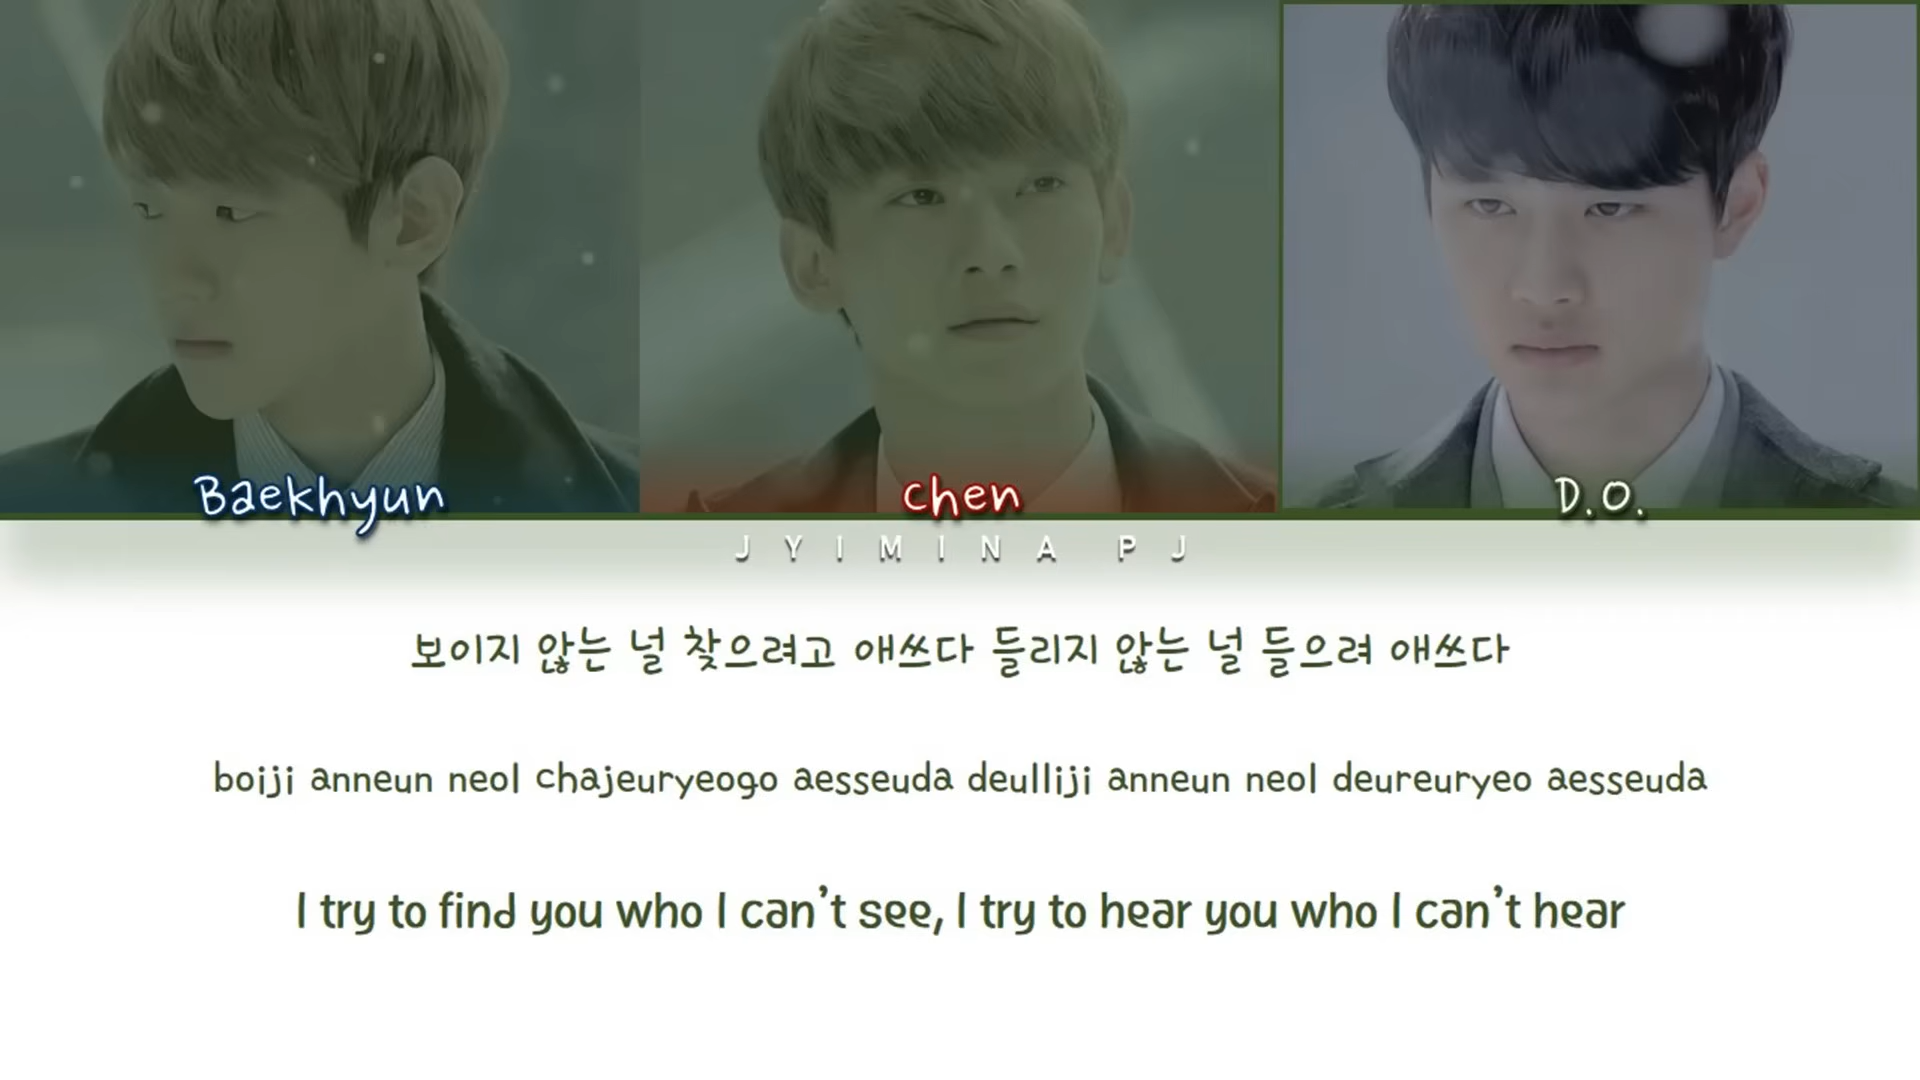 Baekhyun
chen
D.O.
JYIMINA PJ
보이지 않는 널 찾으려고 애쓰다 들리지 않는 널 들으려 애쓰다
boiji anneun neol chajeuryeogo aesseuda deulliji anneun neol deureuryeo aesseuda
I try to find you who I can't see, I try to hear you who I can't hear